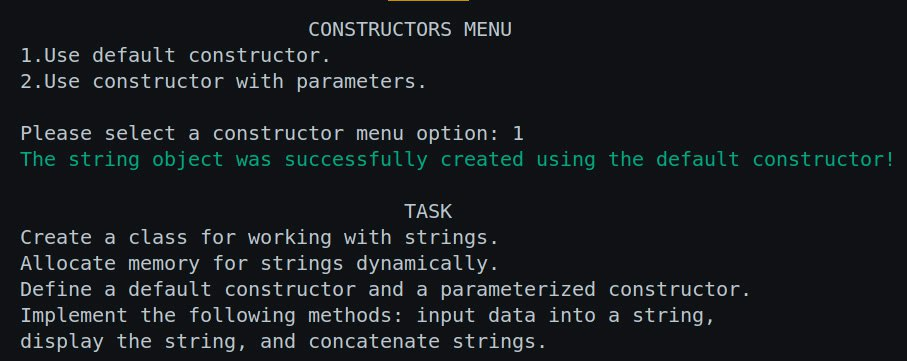 CONSTRUCTORS MENU
1.Use default constructor.
2.Use constructor with parameters.
Please select a constructor menu option: 1
The string object was successfully created using the default constructor!
TASK
Create a class for working with strings.
Allocate memory for strings dynamically.
Define a default constructor and a parameterized constructor.
Implement the following methods: input data into a string,
display the string, and concatenate strings.